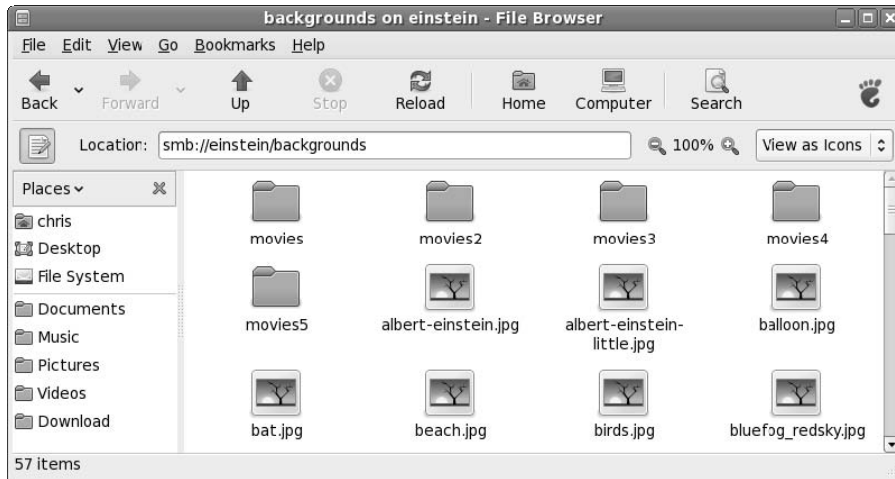 backgrounds on einstein - File Browser
File Edit View Go Bookmarks Help
Back Forward Up Stop Reload Home Computer Search
Location: smb://einstein/backgrounds 100% View as Icons
Places
chris
Desktop
File System
Documents
Music
Pictures
Videos
Download
movies movies2 movies3 movies4
movies5 albert-einstein.jpg albert-einstein- balloon.jpg
little.jpg
bat.jpg beach.jpg birds.jpg bluefog_redsky.jpg
57 items